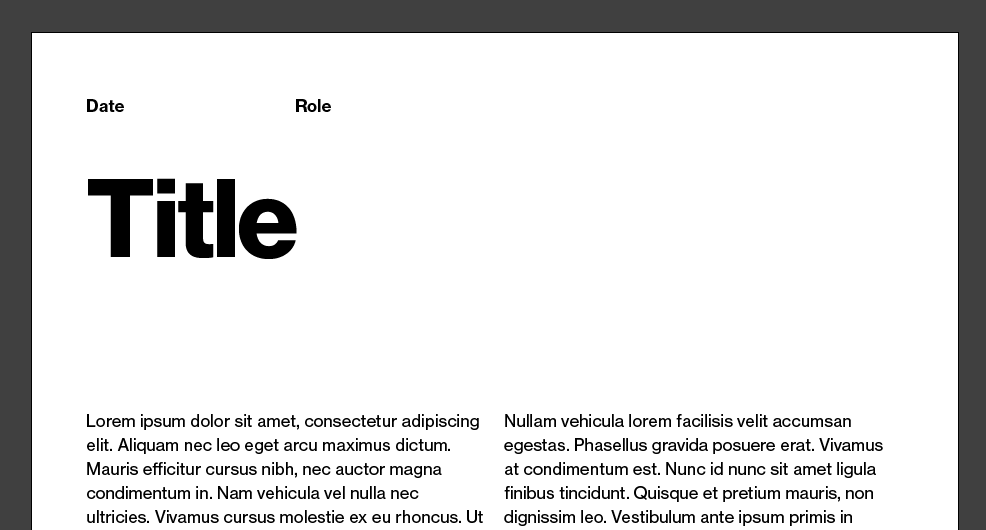 Date Role
Title
Lorem ipsum dolor sit amet, consectetur adipiscing
elit. Aliquam nec leo eget arcu maximus dictum.
Mauris efficitur cursus nibh, nec auctor magna
condimentum in. Nam vehicula vel nulla nec
ultricies. Vivamus cursus molestie ex eu rhoncus. Ut
Nullam vehicula lorem facilisis velit accumsan
egestas. Phasellus gravida posuere erat. Vivamus
at condimentum est. Nunc id nunc sit amet ligula
finibus tincidunt. Quisque et pretium mauris, non
dignissim leo. Vestibulum ante ipsum primis in